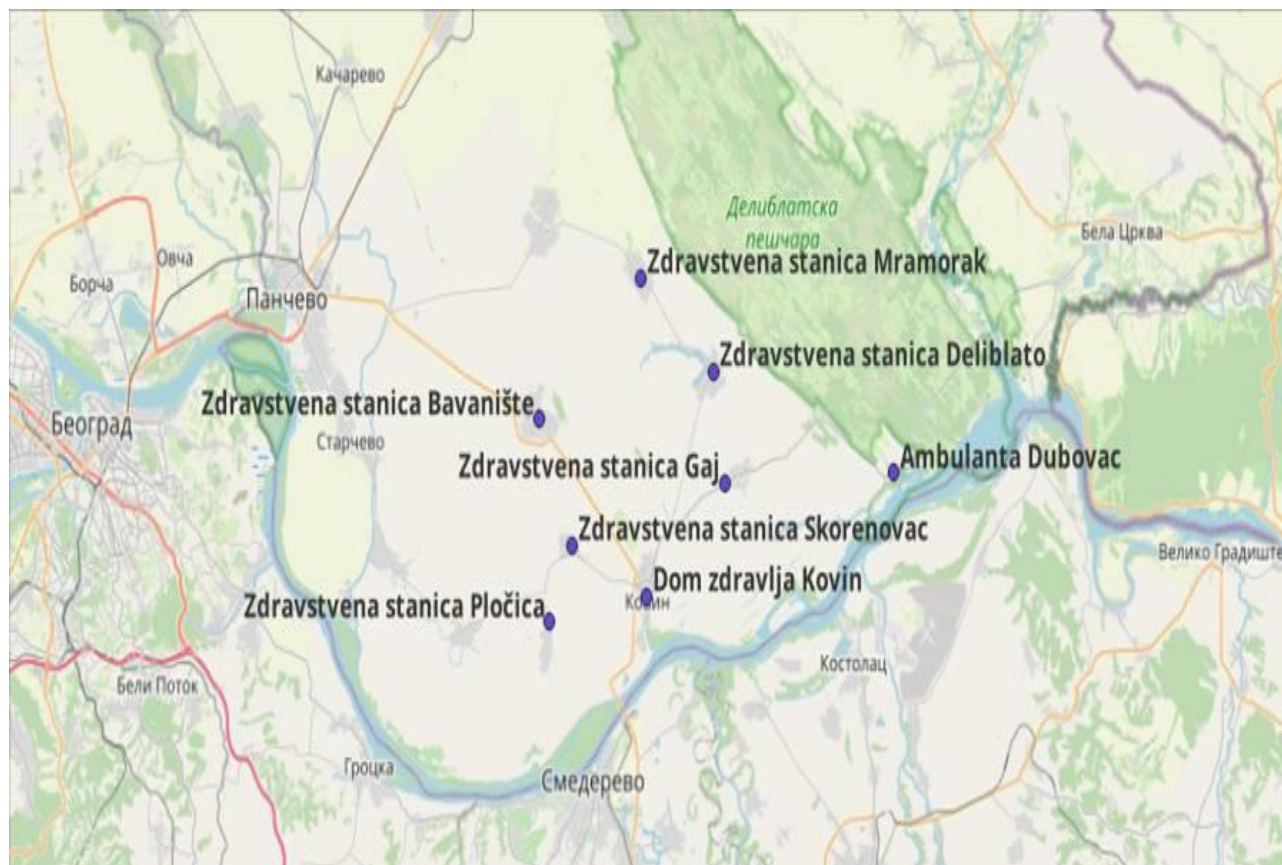 Качарево
Делиблатска
пешчара
Бела Црква
Zdravstvena stanica Mramorak
Овча
Борча
Панчево
Zdravstvena stanica Deliblato
Zdravstvena stanica Bavanište
Београд
Старчево
Zdravstvena stanica Gaj
Ambulanta Dubovac
Zdravstvena stanica Skorenovac
Велико Градиште
Dom zdravlja Kovin
Zdravstvena stanica Pločica
Костолац
Бели Поток
Гроцка
Смедерево